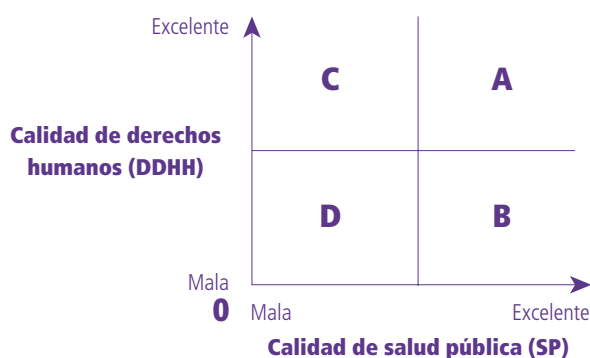 Excelente
C
A
Calidad de derechos
humanos (DDHH)
D
B
Mala
0
Mala
Excelente
Calidad de salud pública (SP)